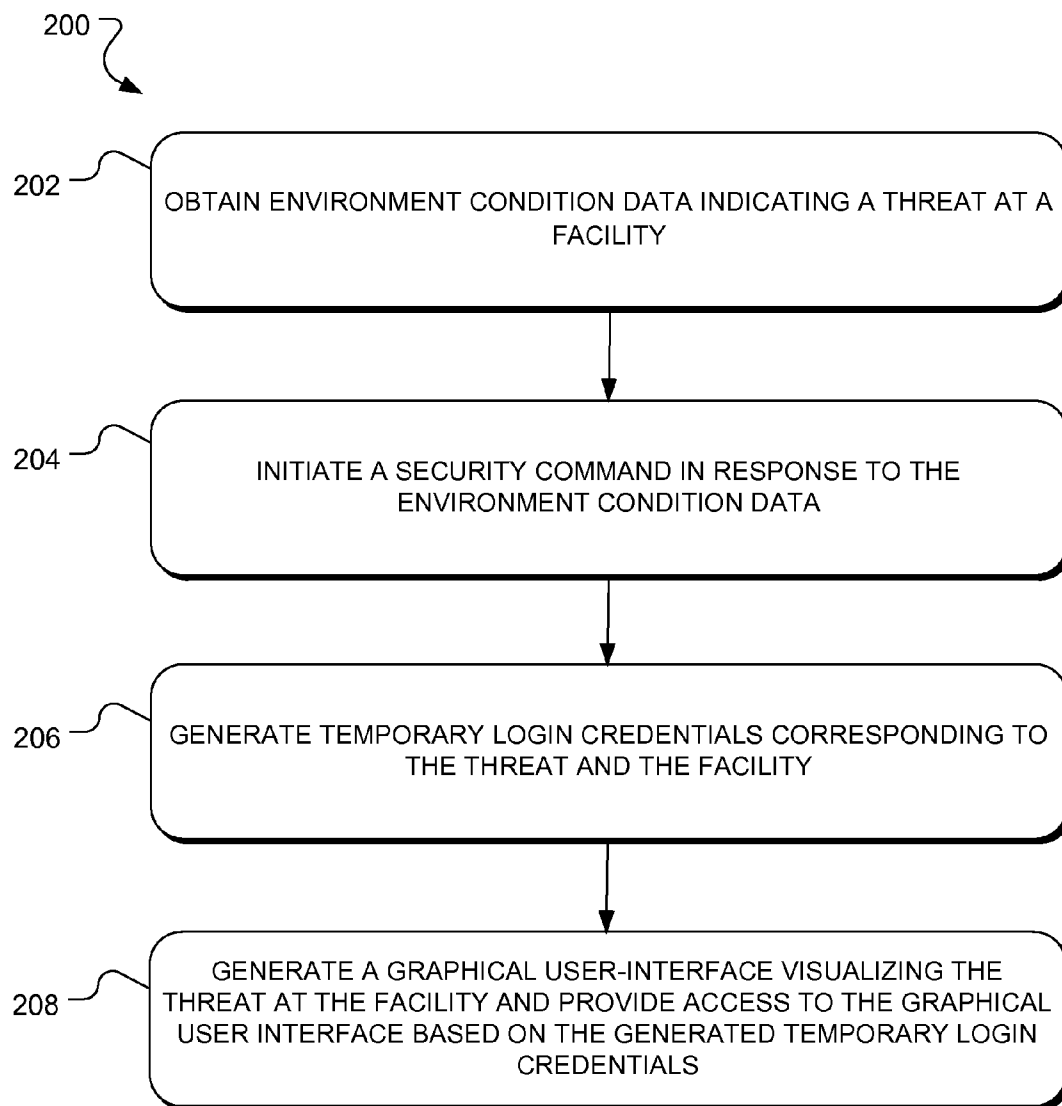 200
202
OBTAIN ENVIRONMENT CONDITION DATA INDICATING A THREAT AT A
FACILITY
204
INITIATE A SECURITY COMMAND IN RESPONSE TO THE
ENVIRONMENT CONDITION DATA
206
GENERATE TEMPORARY LOGIN CREDENTIALS CORRESPONDING TO
THE THREAT AND THE FACILITY
208
GENERATE A GRAPHICAL USER-INTERFACE VISUALIZING THE
THREAT AT THE FACILITY AND PROVIDE ACCESS TO THE GRAPHICAL
USER INTERFACE BASED ON THE GENERATED TEMPORARY LOGIN
CREDENTIALS